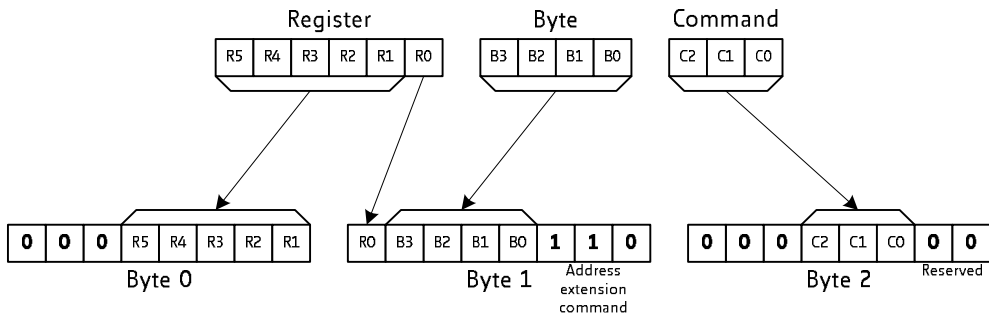 Register Byte Command
R5 R4 R3 R2 R1 R0 B3 B2 B1 B0 C2 C1 C0
0 0 0 R5 R4 R3 R2 R1 R0 B3 B2 B1 B0 1 1 0 0 0 0 C2 C1 C0 0 0
Byte 0 Byte 1 Address Byte 2 Reserved
extension
command